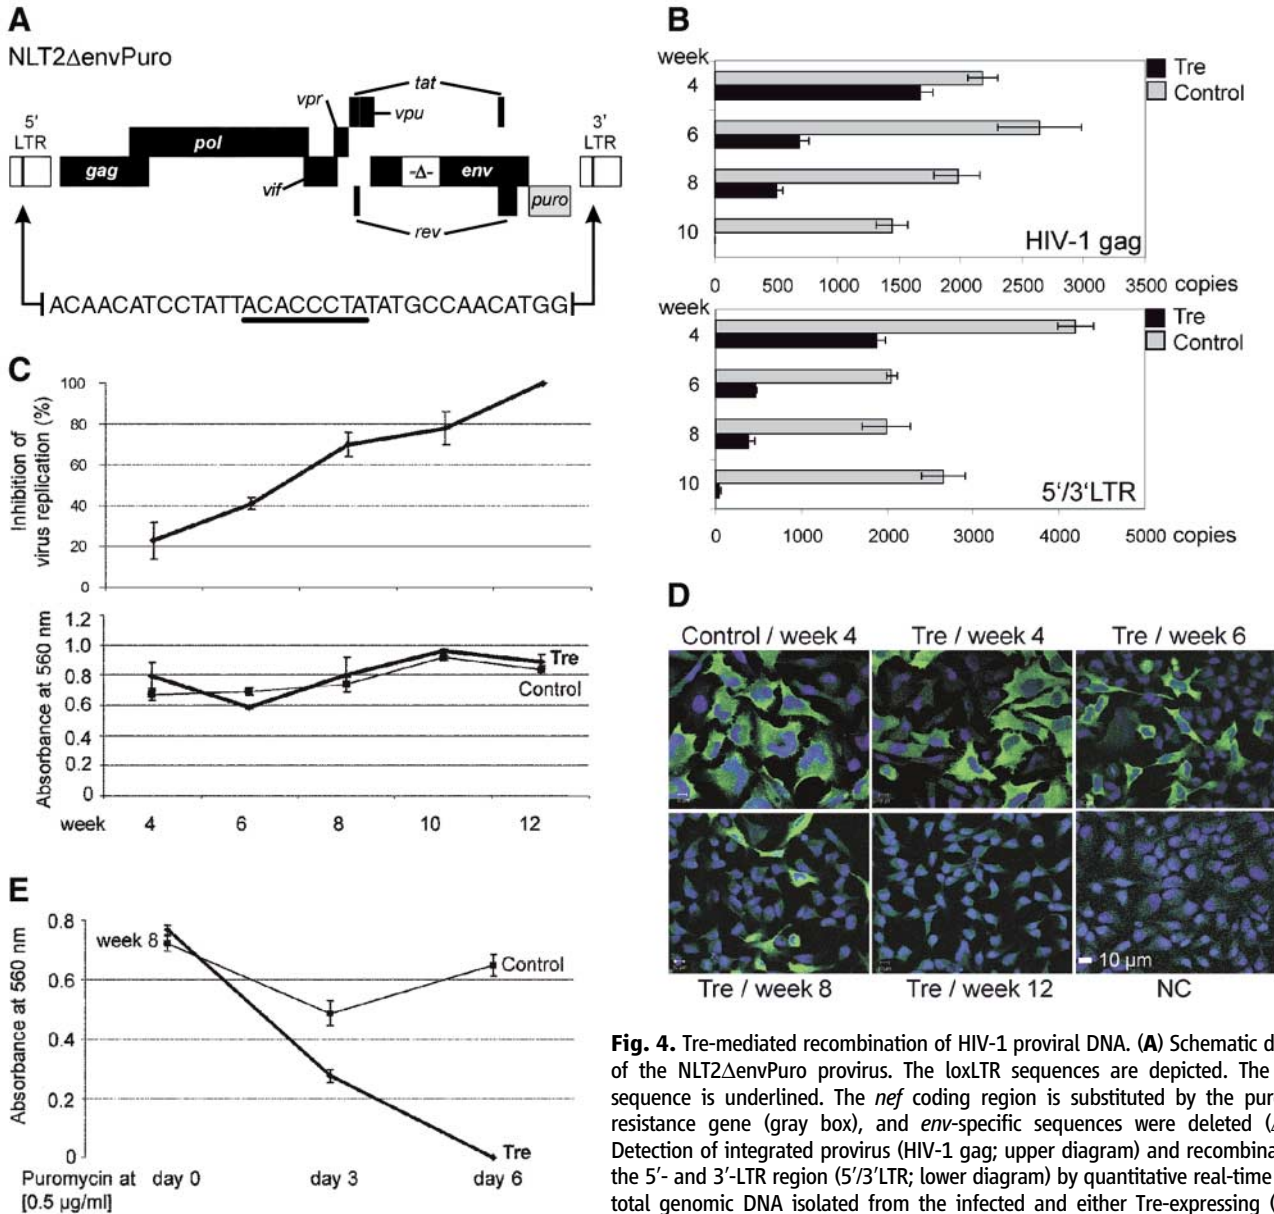 A
NLT2ΔenvPuro
5'
LTR
gag
pol
vif
vpr
tat
vpu
-Δ-
env
rev
puro
3'
LTR
ACAACATCCTATTACACCCTATATGCCAACATGG
B
week
4
6
8
10
Tre
Control
HIV-1 gag
0 500 1000 1500 2000 2500 3000 3500 copies
week
4
6
8
10
Tre
Control
5'/3'LTR
0 1000 2000 3000 4000 5000 copies
C
Inhibition of
virus replication (%)
100
80
60
40
20
0
Absorbance at 560 nm
1.2
1.0
0.8
0.6
0.4
0.2
0
Tre
Control
week 4 6 8 10 12
D
Control / week 4 Tre / week 4 Tre / week 6
10 µm
Tre / week 8 Tre / week 12 NC
E
Absorbance at 560 nm
0.8
0.6
0.4
0.2
0
week 8
Control
Tre
Puromycin at day 0 day 3 day 6
[0.5 µg/ml]
Fig. 4. Tre-mediated recombination of HIV-1 proviral DNA. (A) Schematic
of the NLT2ΔenvPuro provirus. The loxLTR sequences are depicted. The
sequence is underlined. The nef coding region is substituted by the
resistance gene (gray box), and env-specific sequences were deleted
Detection of integrated provirus (HIV-1 gag; upper diagram) and
the 5′- and 3′-LTR region (5′/3′LTR; lower diagram) by quantitative real-time
total genomic DNA isolated from the infected and either Tre-expressing